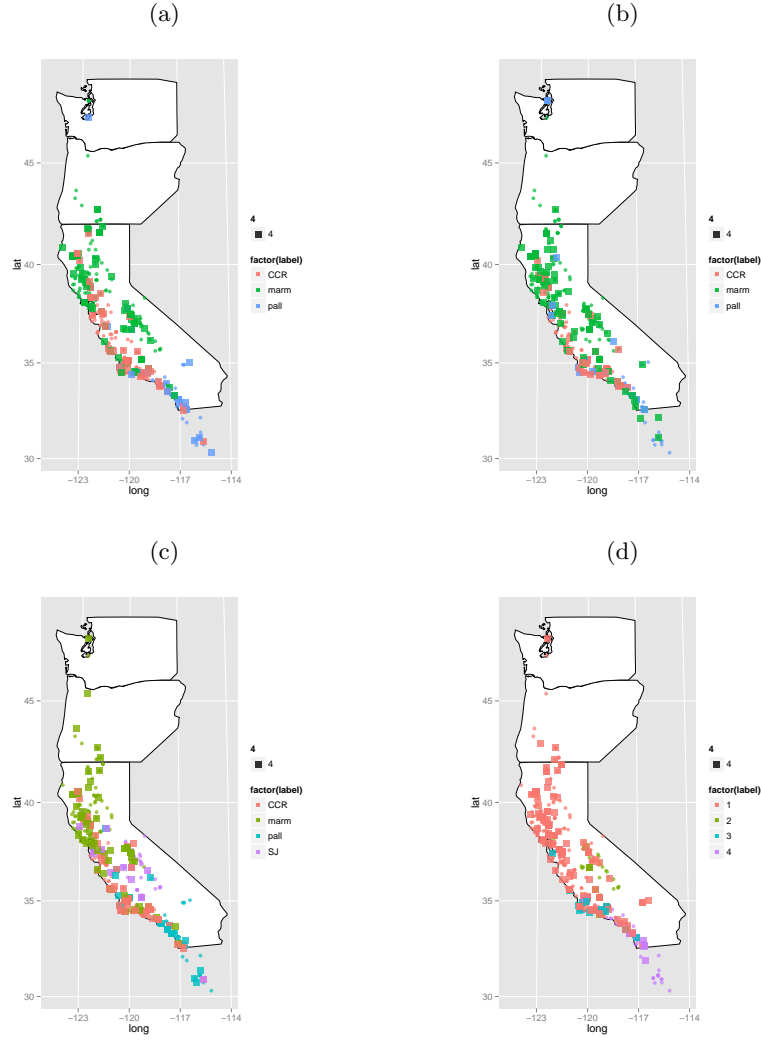 (a)
(b)
45
40
35
30
lat
−123
−120
−117
−114
long
4
4
factor(label)
CCR
marm
pall
45
40
35
30
lat
−123
−120
−117
−114
long
4
4
factor(label)
CCR
marm
pall
(c)
(d)
45
40
35
30
lat
−123
−120
−117
−114
long
4
4
factor(label)
CCR
marm
pall
SJ
45
40
35
30
lat
−123
−120
−117
−114
long
4
4
factor(label)
1
2
3
4